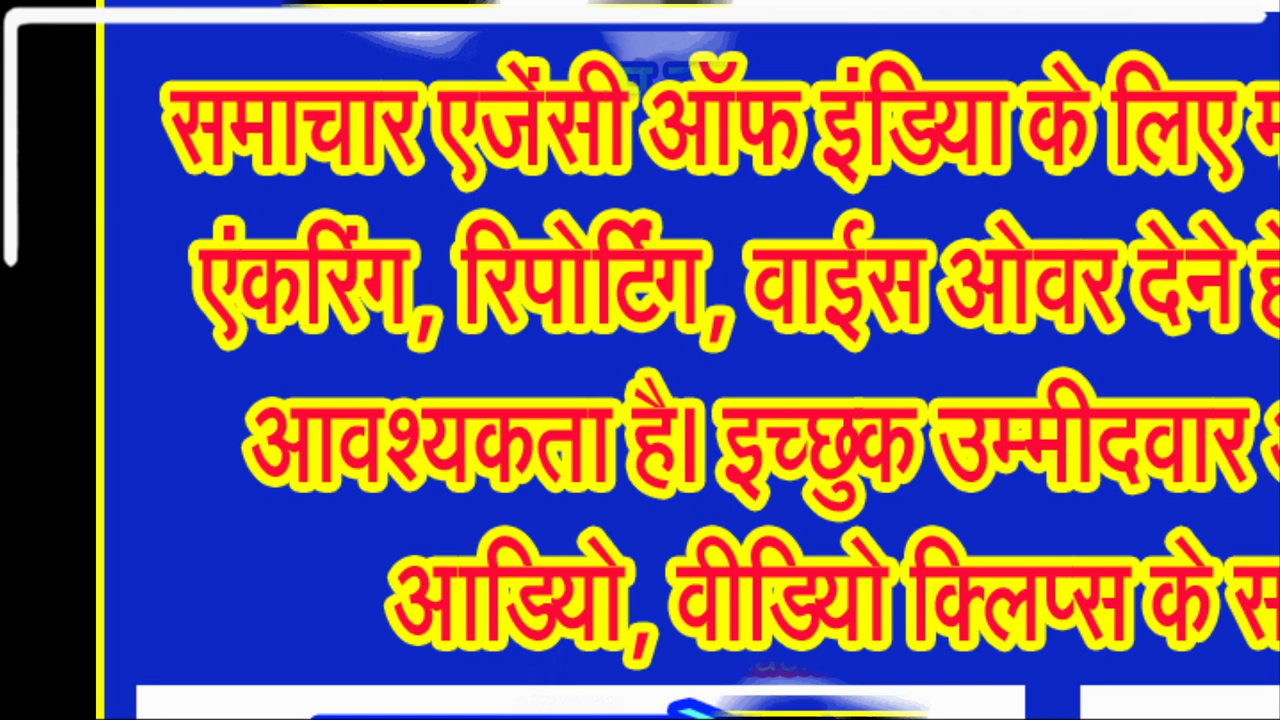 समाचार एजेंसी ऑफ इंडिया के लिए
एंकरिंग, रिपोर्टिंग, वाईस ओवर देने
आवश्यकता है। इच्छुक उम्मीदवार
आडियो, वीडियो क्लिप्स के